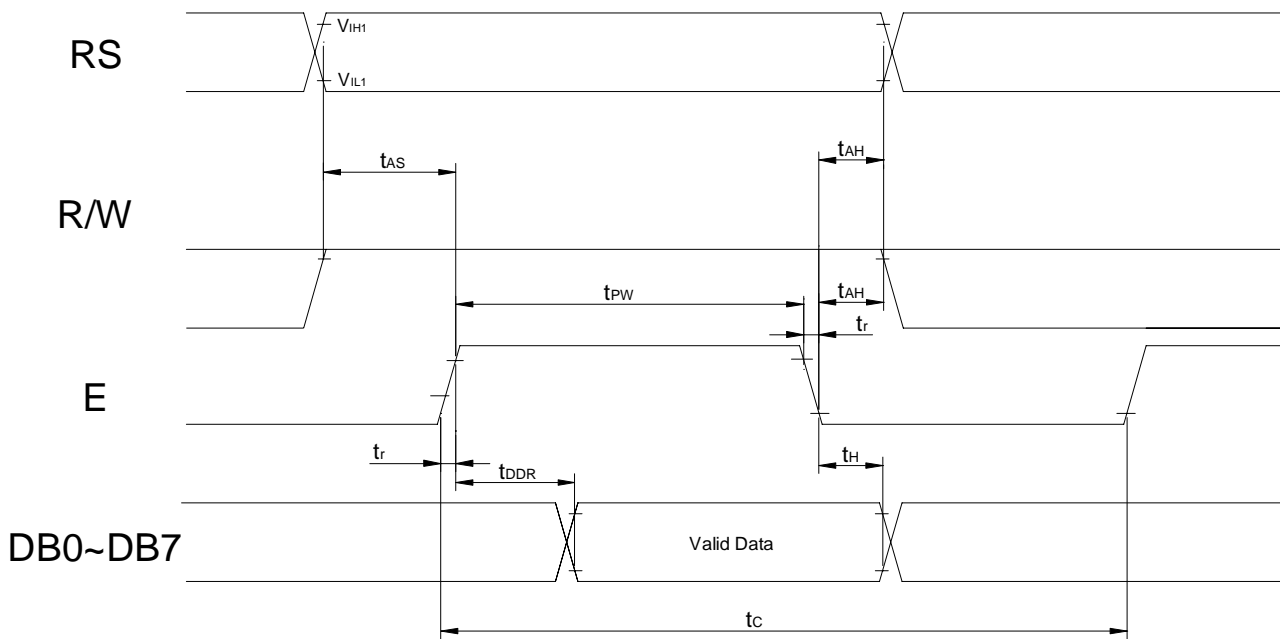 RS
VIH1
VIL1
tAS
tAH
R/W
tPW
tAH
tr
E
tr
tDDR
tH
DB0~DB7
Valid Data
tC